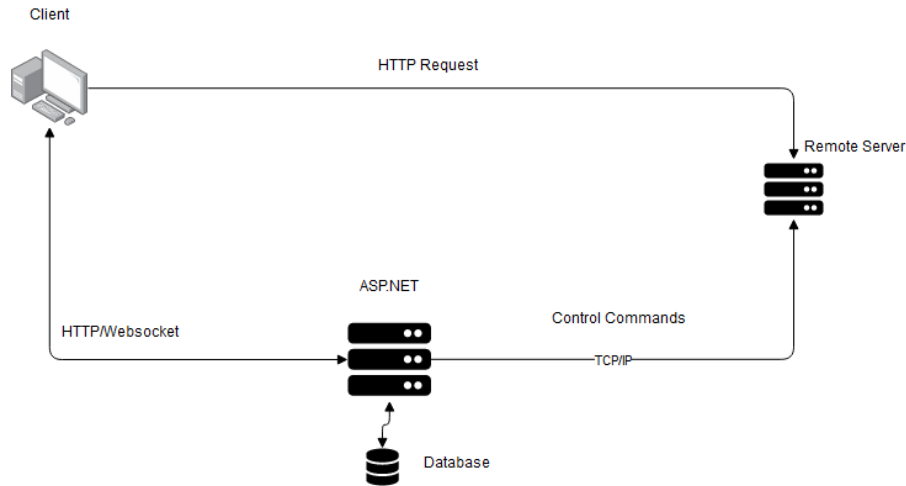 Client
HTTP Request
Remote Server
ASP.NET
HTTP/Websocket
Control Commands
TCP/IP
Database